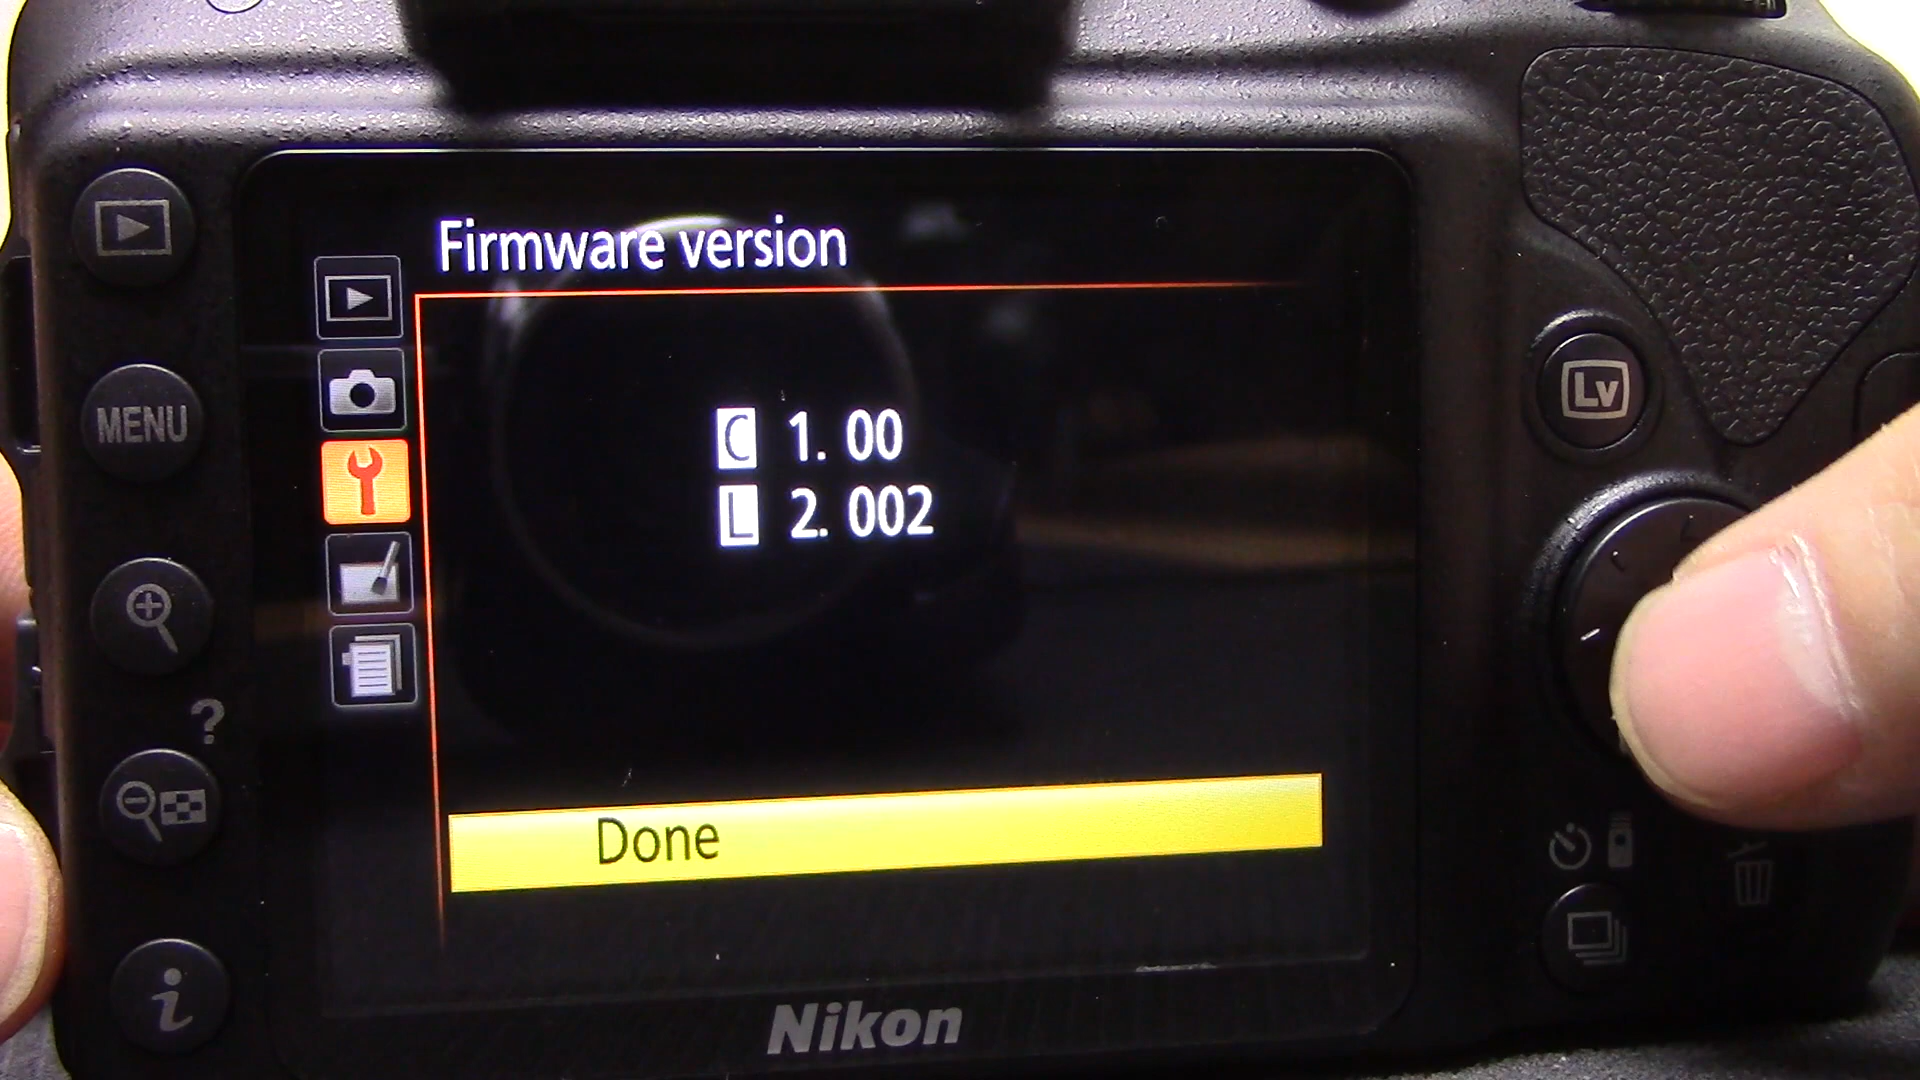 Firmware version
C 1. 00
L 2. 002
Done
MENU
?
i
Lv
Nikon